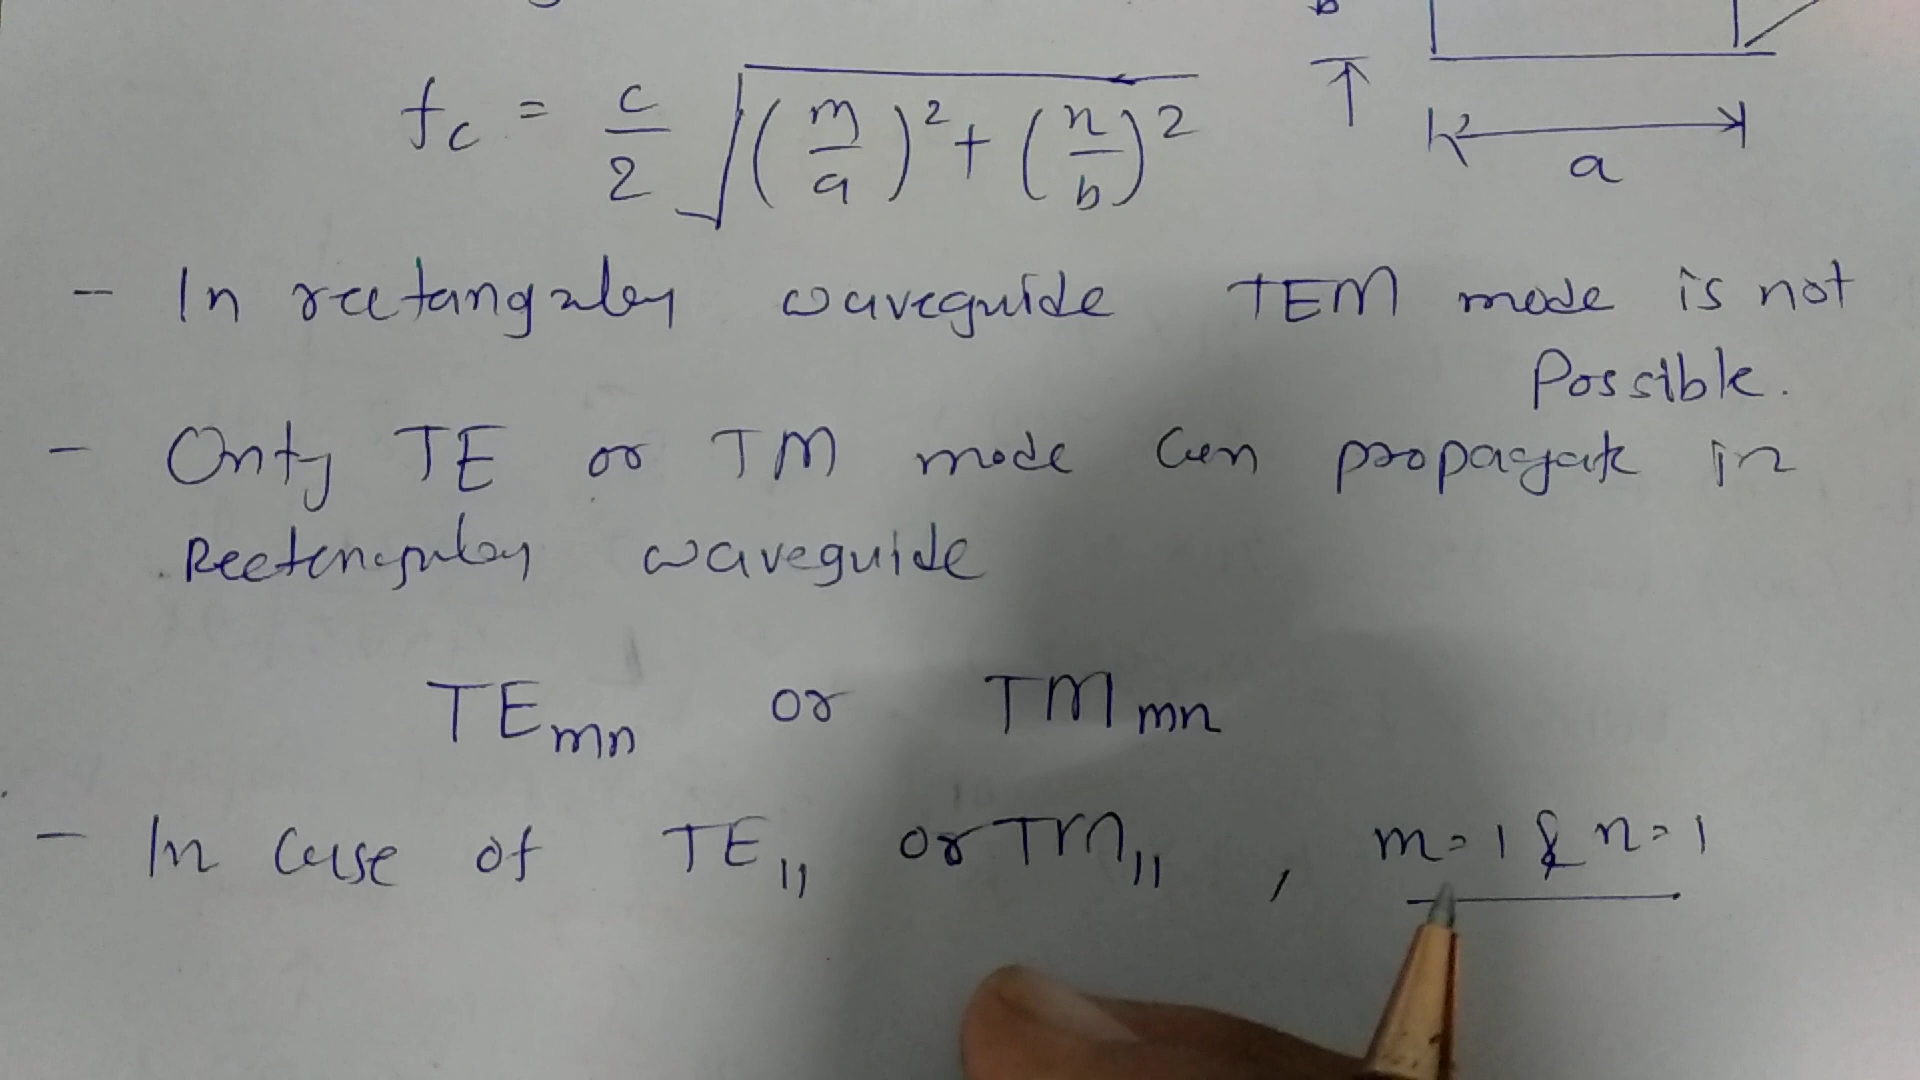 b
fc = c/2 √((m/a)² + (n/b)²)
a
- In rectangular waveguide TEM mode is not
Possible.
- Only TE or TM mode can propagate in
Rectangular waveguide
TEmn or TMmn
- In case of TE11 or TM11, m=1 & n=1